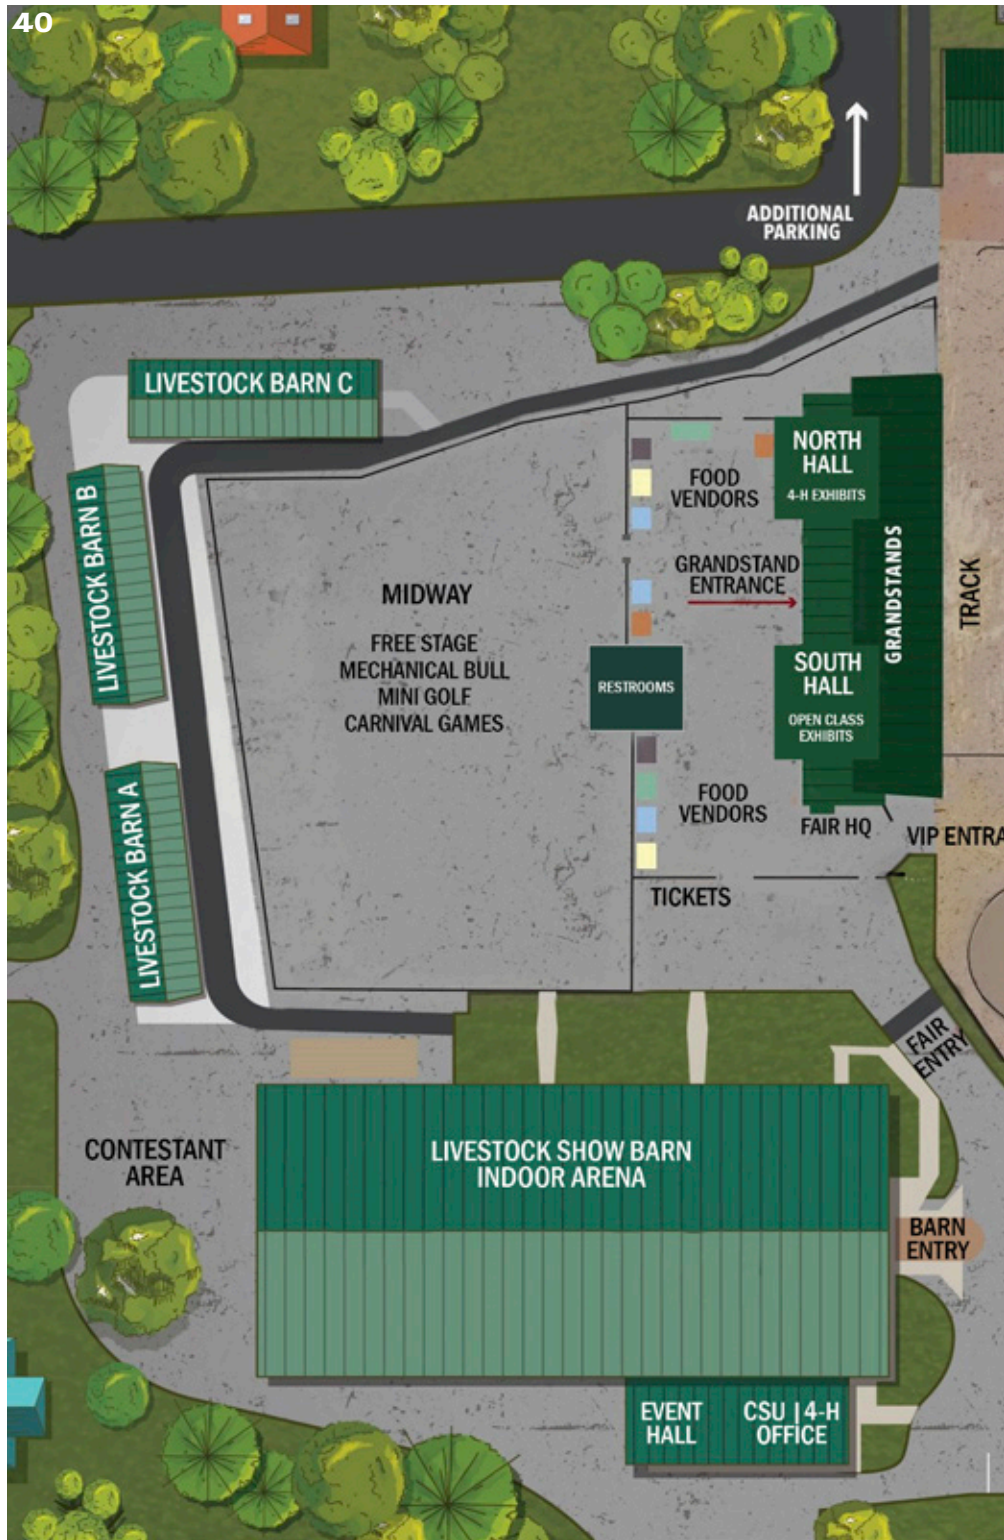 40
ADDITIONAL
PARKING
LIVESTOCK BARN C
LIVESTOCK BARN B
LIVESTOCK BARN A
NORTH
HALL
4-H EXHIBITS
FOOD
VENDORS
GRANDSTAND
ENTRANCE
GRANDSTANDS
TRACK
MIDWAY
FREE STAGE
MECHANICAL BULL
MINI GOLF
CARNIVAL GAMES
RESTROOMS
SOUTH
HALL
OPEN CLASS
EXHIBITS
FOOD
VENDORS
FAIR HQ
VIP ENTRA
TICKETS
FAIR
ENTRY
CONTESTANT
AREA
LIVESTOCK SHOW BARN
INDOOR ARENA
BARN
ENTRY
EVENT
HALL
CSU | 4-H
OFFICE